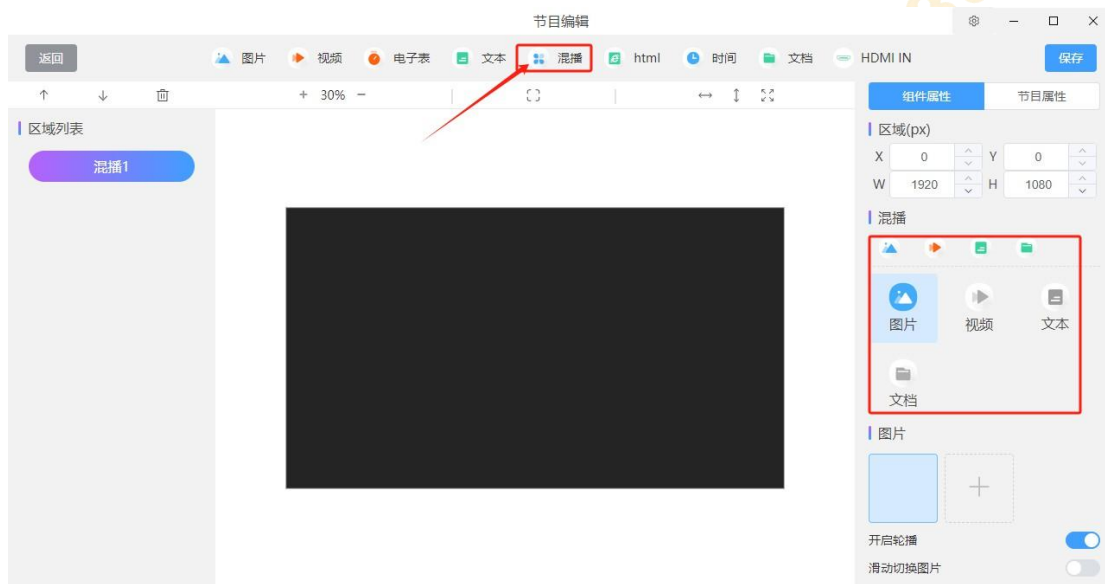 节目编辑
返回 图片 视频 电子表 文本 混播 html 时间 文档 HDMI IN 保存
+ 30% − 组件属性 节目属性
区域列表 区域(px)
混播1 X 0 Y 0
W 1920 H 1080
混播
图片 视频 文本
文档
图片
开启轮播
滑动切换图片